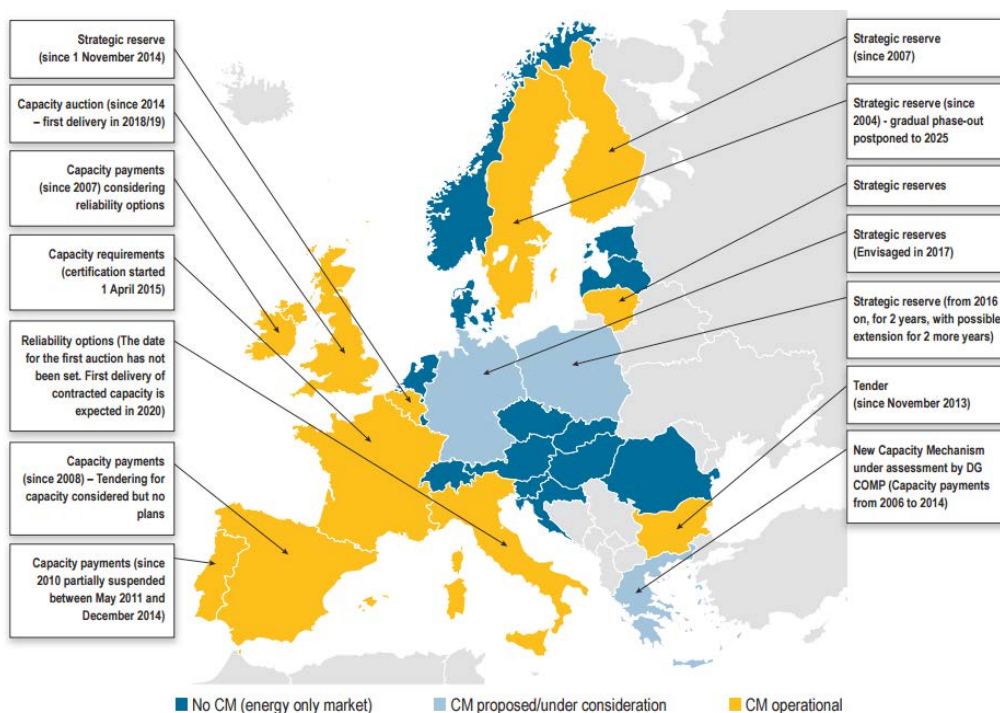 Strategic reserve
(since 1 November 2014)
Capacity auction (since 2014
– first delivery in 2018/19)
Capacity payments
(since 2007) considering
reliability options
Capacity requirements
(certification started
1 April 2015)
Reliability options (The date
for the first auction has not
been set. First delivery of
contracted capacity is
expected in 2020)
Capacity payments
(since 2008) – Tendering for
capacity considered but no
plans
Capacity payments (since
2010 partially suspended
between May 2011 and
December 2014)
Strategic reserve
(since 2007)
Strategic reserve (since
2004) - gradual phase-out
postponed to 2025
Strategic reserves
Strategic reserves
(Envisaged in 2017)
Strategic reserve (from 2016
on, for 2 years, with possible
extension for 2 more years)
Tender
(since November 2013)
New Capacity Mechanism
under assessment by DG
COMP (Capacity payments
from 2006 to 2014)
No CM (energy only market)
CM proposed/under consideration
CM operational